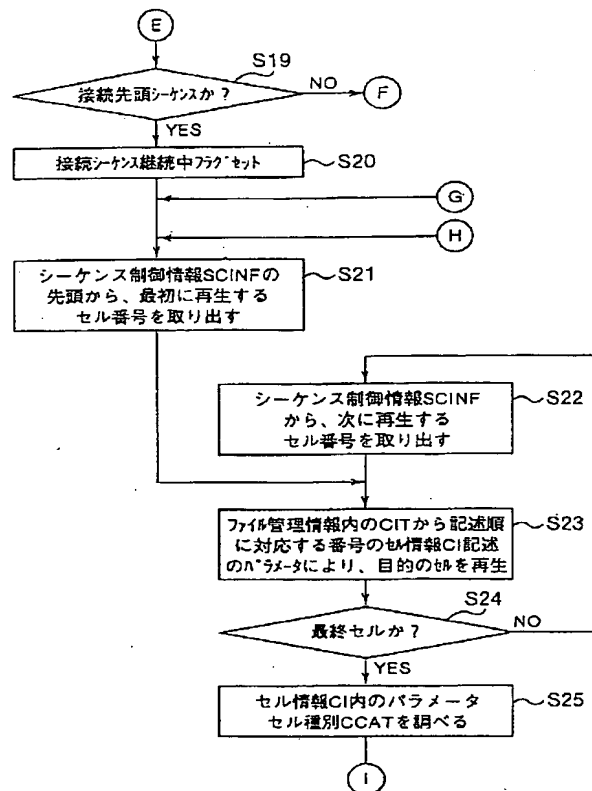 E
S19
接続先頭シーケンスか？
NO
F
YES
接続シーケンス継続中フラグセット
S20
G
H
シーケンス制御情報SCINFの
先頭から、最初に再生する
セル番号を取り出す
S21
シーケンス制御情報SCINF
から、次に再生する
セル番号を取り出す
S22
ファイル管理情報内のCITから記述順
に対応する番号のセル情報CI記述
のパラメータにより、目的のセルを再生
S23
S24
最終セルか？
NO
YES
セル情報CI内のパラメータ
セル種別CCATを調べる
S25
I